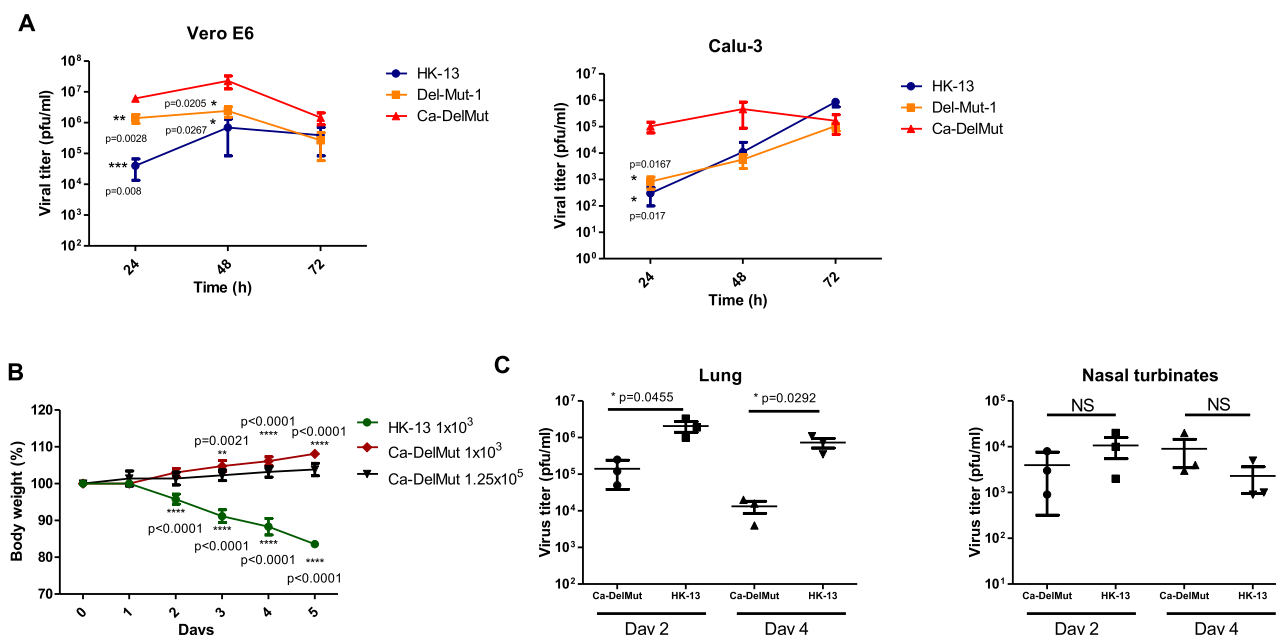 A
Vero E6
Viral titer (pfu/ml)
10⁸
10⁷
10⁶
10⁵
10⁴
10³
10²
**
p=0.0028
***
p=0.008
p=0.0205 *
p=0.0267 *
24
48
72
Time (h)
HK-13
Del-Mut-1
Ca-DelMut
Calu-3
Viral titer (pfu/ml)
10⁷
10⁶
10⁵
10⁴
10³
10²
10¹
10⁰
p=0.0167
*
*
p=0.017
24
48
72
Time (h)
HK-13
Del-Mut-1
Ca-DelMut
B
Body weight (%)
120
110
100
90
80
70
p=0.0021
**
p<0.0001
****
p<0.0001
****
****
p<0.0001
****
p<0.0001
****
p<0.0001
****
p<0.0001
0
1
2
3
4
5
Days
HK-13 1x10³
Ca-DelMut 1x10³
Ca-DelMut 1.25x10⁵
C
Lung
Virus titer (pfu/ml)
10⁷
10⁶
10⁵
10⁴
10³
10²
* p=0.0455
* p=0.0292
Ca-DelMut
HK-13
Ca-DelMut
HK-13
Day 2
Day 4
Nasal turbinates
Virus titer (pfu/ml)
10⁵
10⁴
10³
10²
10¹
NS
NS
Ca-DelMut
HK-13
Ca-DelMut
HK-13
Day 2
Day 4